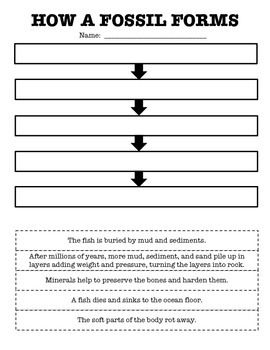 HOW A FOSSIL FORMS
Name:
The fish is buried by mud and sediments.
After millions of years, more mud, sediment, and sand pile up in
layers adding weight and pressure, turning the layers into rock.
Minerals help to preserve the bones and harden them.
A fish dies and sinks to the ocean floor.
The soft parts of the body rot away.